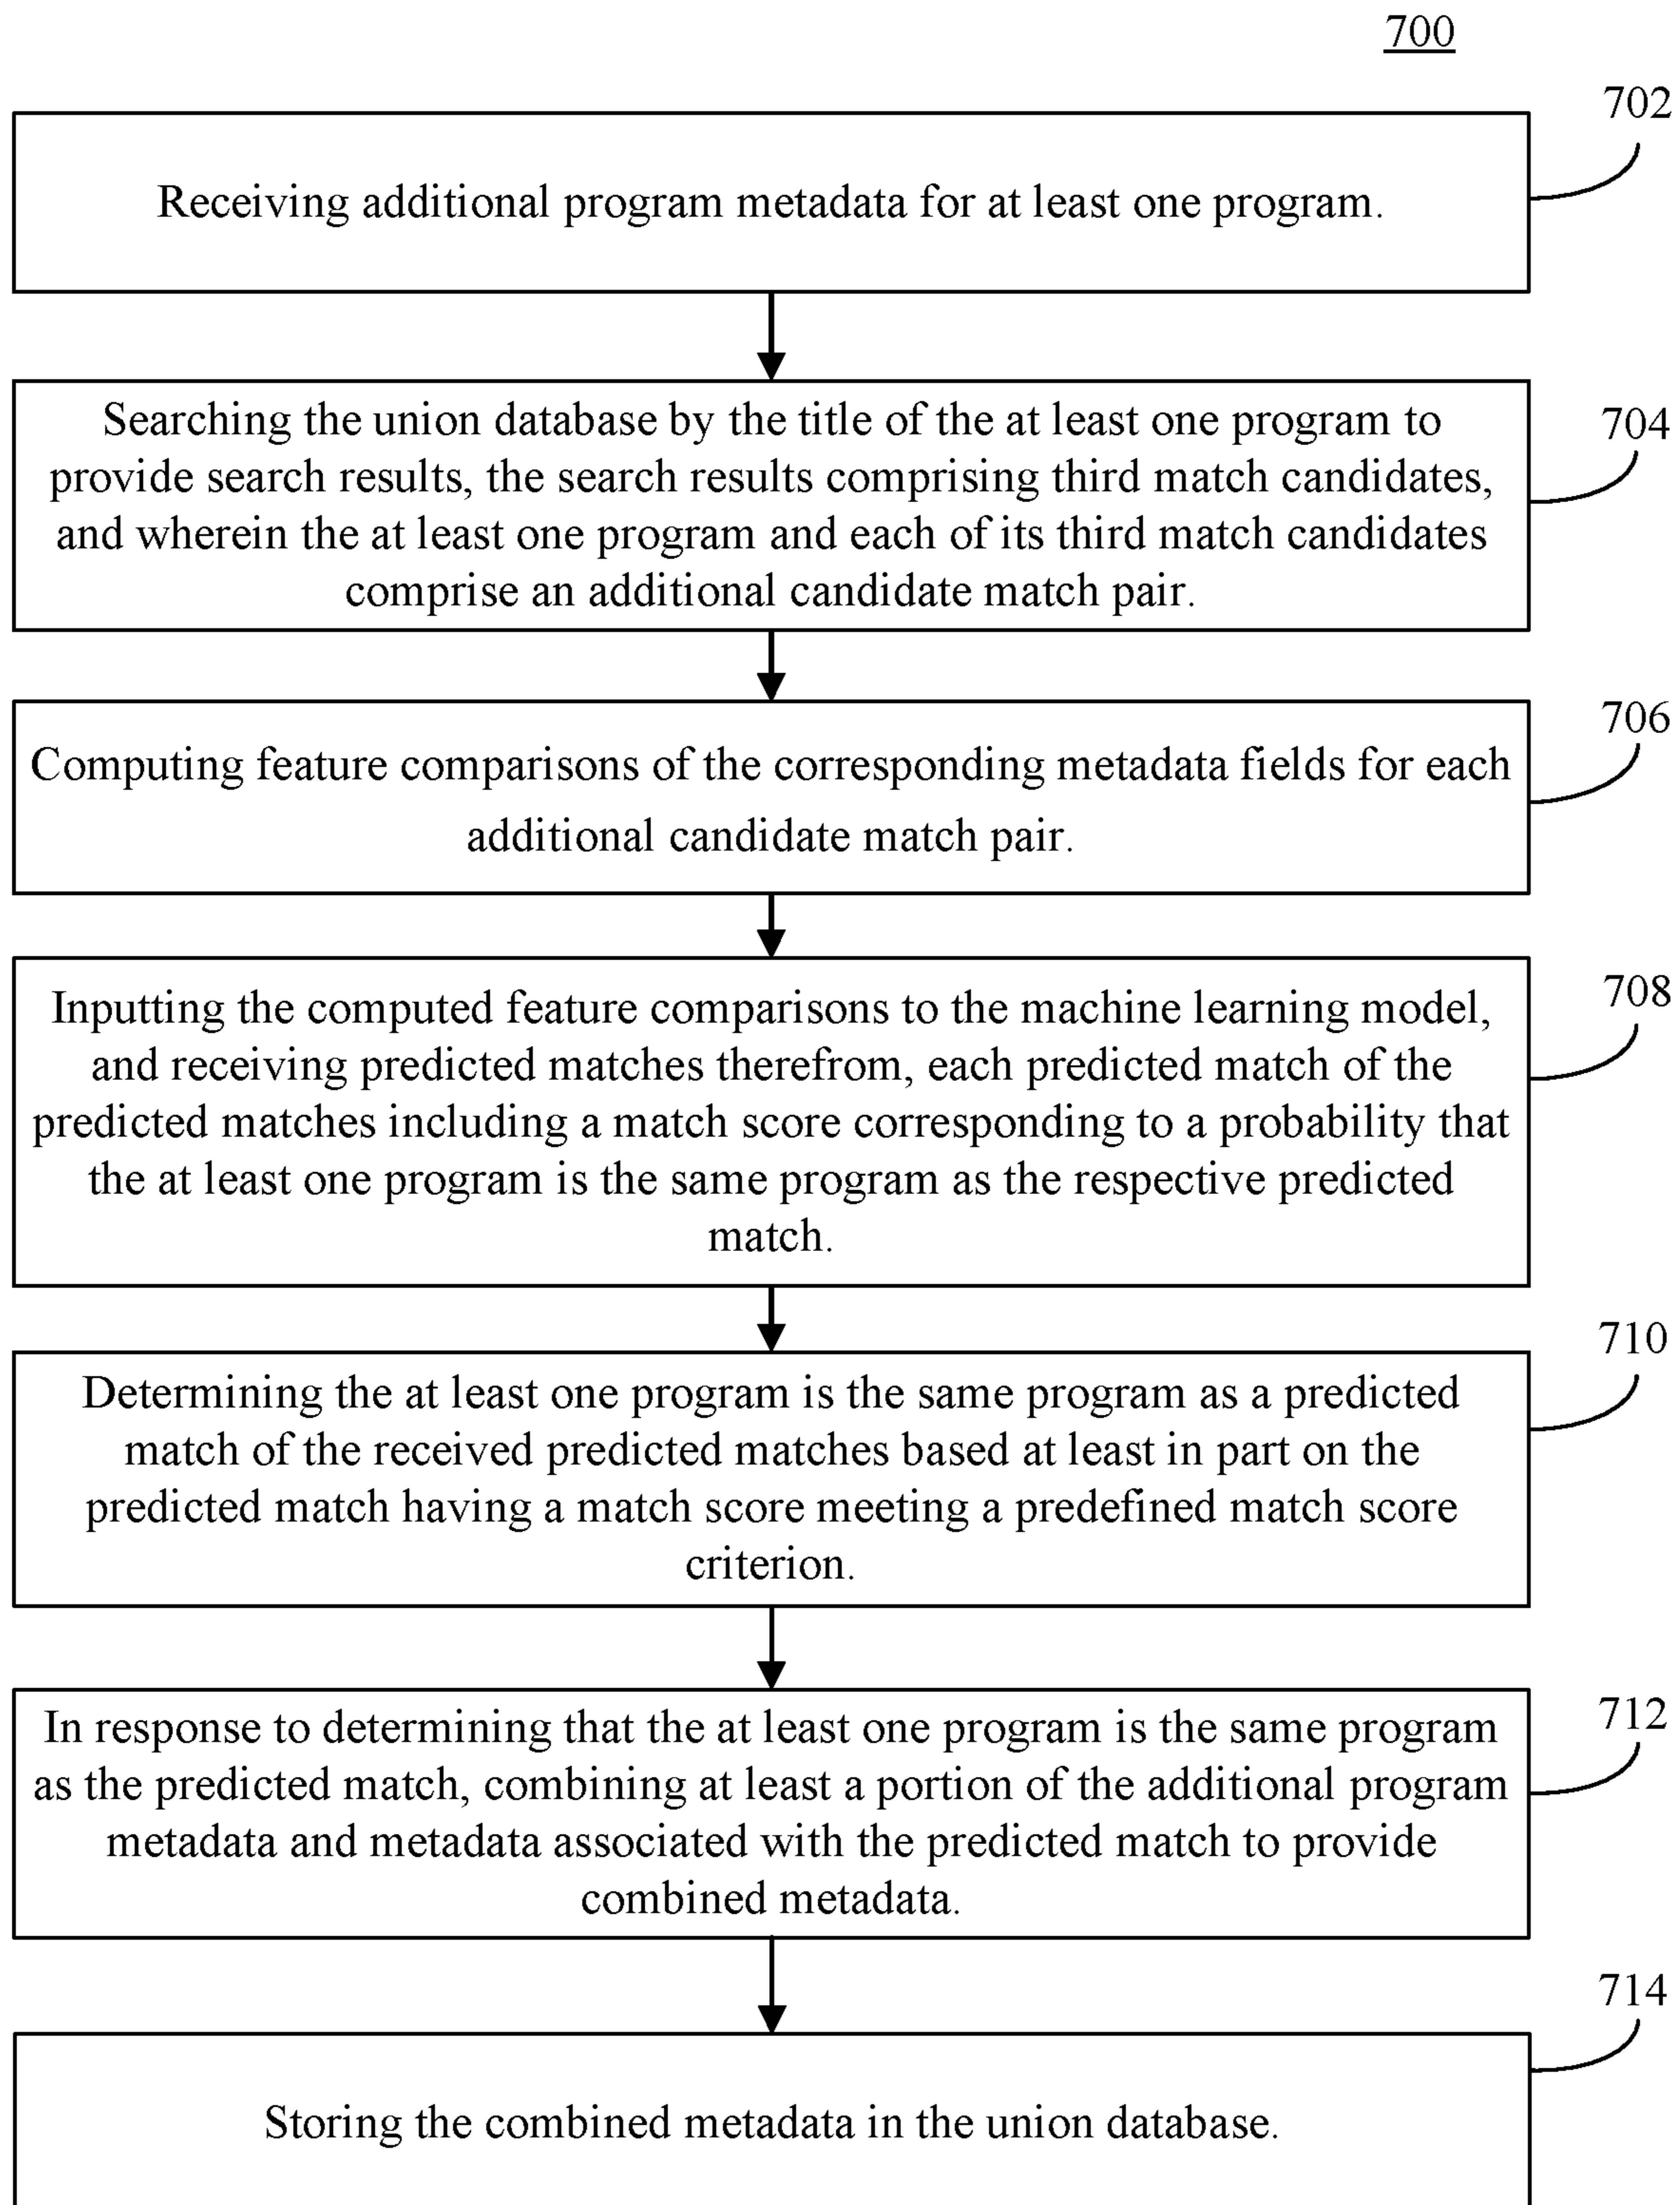 700
702
Receiving additional program metadata for at least one program.
704
Searching the union database by the title of the at least one program to
provide search results, the search results comprising third match candidates,
and wherein the at least one program and each of its third match candidates
comprise an additional candidate match pair.
706
Computing feature comparisons of the corresponding metadata fields for each
additional candidate match pair.
708
Inputting the computed feature comparisons to the machine learning model,
and receiving predicted matches therefrom, each predicted match of the
predicted matches including a match score corresponding to a probability that
the at least one program is the same program as the respective predicted
match.
710
Determining the at least one program is the same program as a predicted
match of the received predicted matches based at least in part on the
predicted match having a match score meeting a predefined match score
criterion.
712
In response to determining that the at least one program is the same program
as the predicted match, combining at least a portion of the additional program
metadata and metadata associated with the predicted match to provide
combined metadata.
714
Storing the combined metadata in the union database.